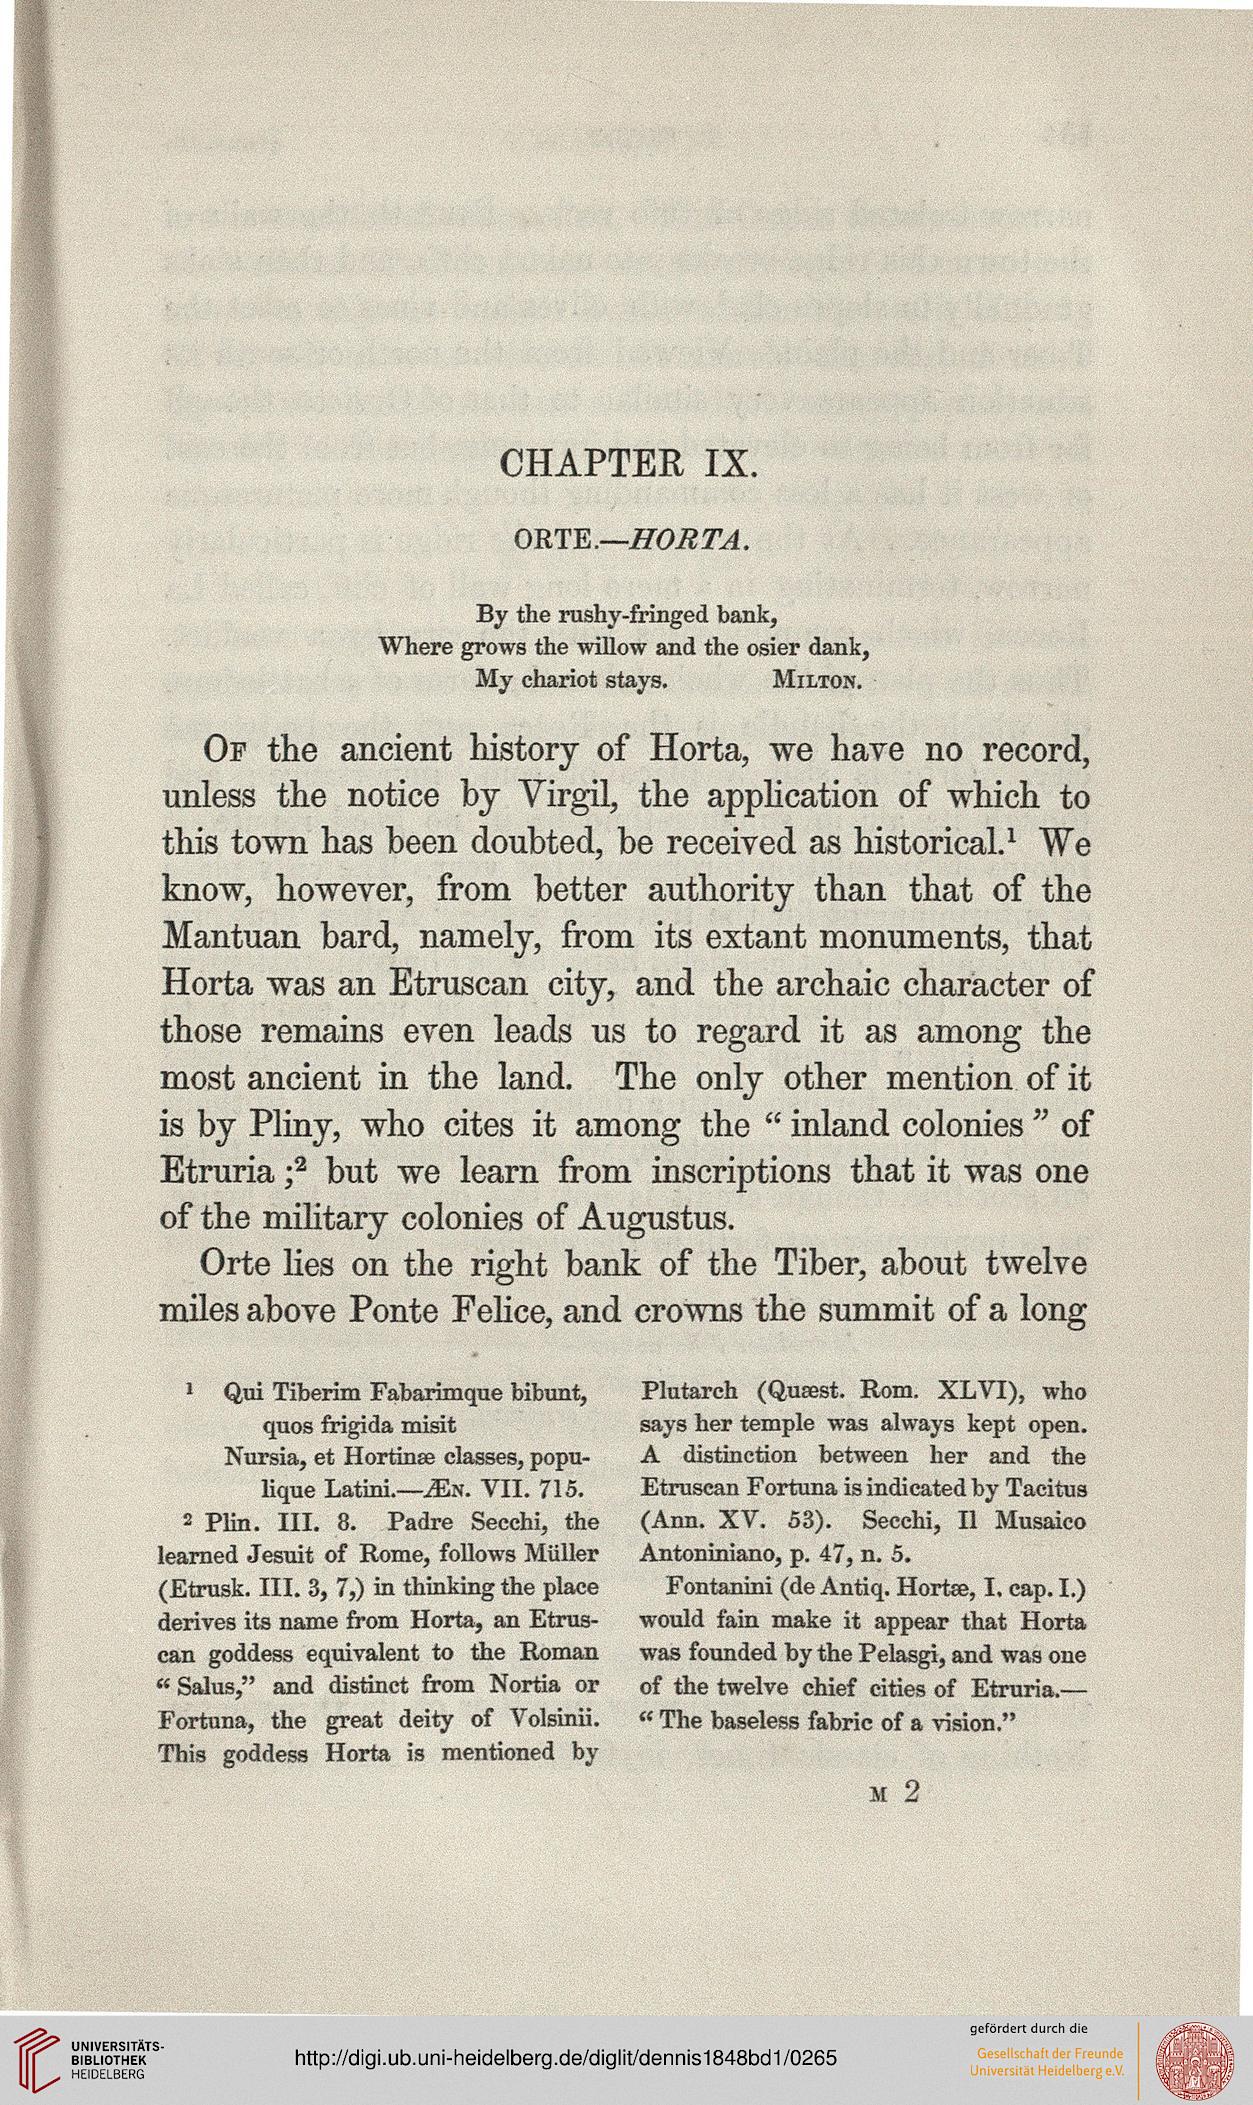 CHAPTER IX.
ORTE.—HORTA.
By the rushy-fringed bank,
Where grows the willow and the osier dank,
My chariot stays. MILTON.
OF the ancient history of Horta, we have no record,
unless the notice by Virgil, the application of which to
this town has been doubted, be received as historical.¹ We
know, however, from better authority than that of the
Mantuan bard, namely, from its extant monuments, that
Horta was an Etruscan city, and the archaic character of
those remains even leads us to regard it as among the
most ancient in the land. The only other mention of it
is by Pliny, who cites it among the “ inland colonies ” of
Etruria ;² but we learn from inscriptions that it was one
of the military colonies of Augustus.
Orte lies on the right bank of the Tiber, about twelve
miles above Ponte Felice, and crowns the summit of a long
¹ Qui Tiberim Fabarimque bibunt,
quos frigida misit
Nursia, et Hortinæ classes, popu-
lique Latini.—ÆN. VII. 715.
² Plin. III. 8. Padre Secchi, the
learned Jesuit of Rome, follows Müller
(Etrusk. III. 3, 7,) in thinking the place
derives its name from Horta, an Etrus-
can goddess equivalent to the Roman
“ Salus,” and distinct from Nortia or
Fortuna, the great deity of Volsinii.
This goddess Horta is mentioned by
Plutarch (Quæst. Rom. XLVI), who
says her temple was always kept open.
A distinction between her and the
Etruscan Fortuna is indicated by Tacitus
(Ann. XV. 53). Secchi, Il Musaico
Antoniniano, p. 47, n. 5.
Fontanini (de Antiq. Hortæ, I. cap. I.)
would fain make it appear that Horta
was founded by the Pelasgi, and was one
of the twelve chief cities of Etruria.—
“ The baseless fabric of a vision.”
M 2
UNIVERSITÄTS-
BIBLIOTHEK
HEIDELBERG
http://digi.ub.uni-heidelberg.de/diglit/dennis1848bd1/0265
gefördert durch die
Gesellschaft der Freunde
Universität Heidelberg e.V.